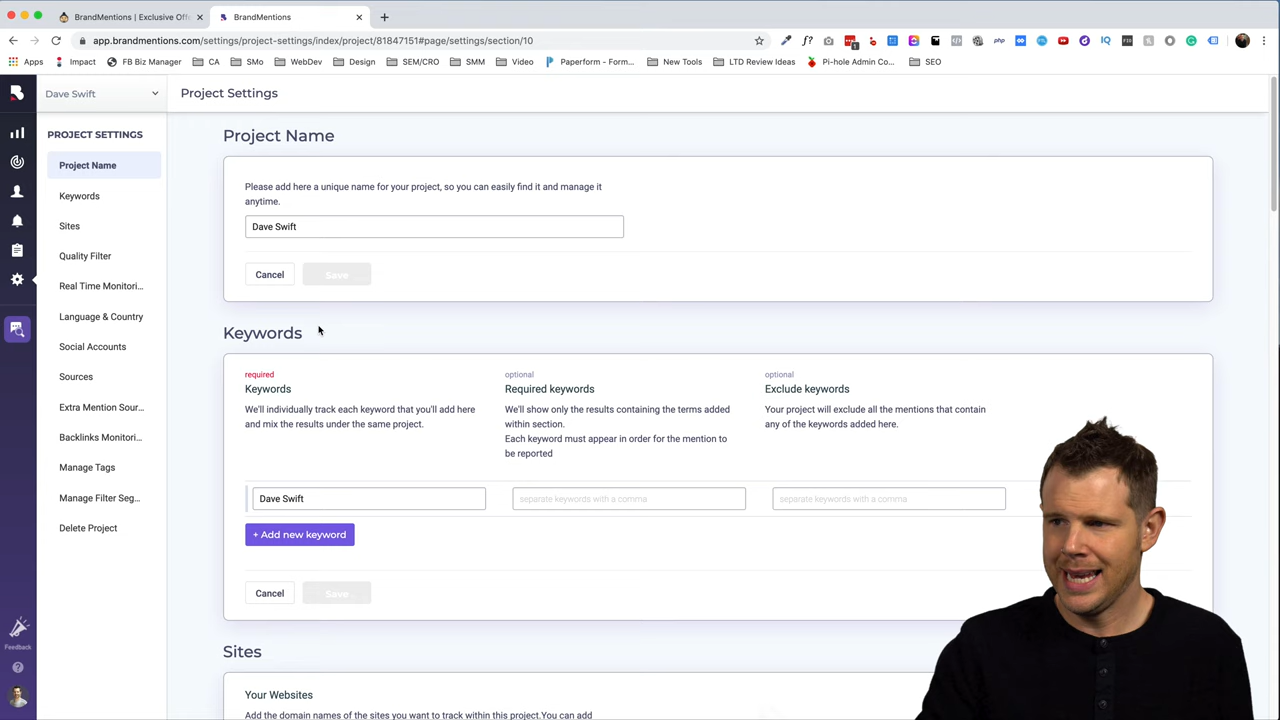 BrandMentions | Exclusive Off
BrandMentions
app.brandmentions.com/settings/project-settings/index/project/81847151#page/settings/section/10
Apps
Impact
FB Biz Manager
CA
SMo
WebDev
Design
SEM/CRO
SMM
Video
Paperform - Form...
New Tools
LTD Review Ideas
Pi-hole Admin Co...
SEO
Dave Swift
Project Settings
PROJECT SETTINGS
Project Name
Keywords
Sites
Quality Filter
Real Time Monitori...
Language & Country
Social Accounts
Sources
Extra Mention Sour...
Backlinks Monitori...
Manage Tags
Manage Filter Seg...
Delete Project
Feedback
Project Name
Please add here a unique name for your project, so you can easily find it and manage it
anytime.
Dave Swift
Cancel
Save
Keywords
required
Keywords
We'll individually track each keyword that you'll add here
and mix the results under the same project.
optional
Required keywords
We'll show only the results containing the terms added
within section.
Each keyword must appear in order for the mention to
be reported
optional
Exclude keywords
Your project will exclude all the mentions that contain
any of the keywords added here.
Dave Swift
separate keywords with a comma
separate keywords with a comma
+ Add new keyword
Cancel
Save
Sites
Your Websites
Add the domain names of the sites you want to track within this project.You can add